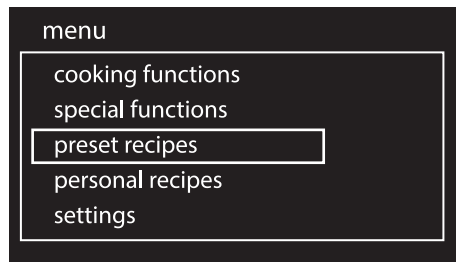 menu
cooking functions
special functions
preset recipes
personal recipes
settings